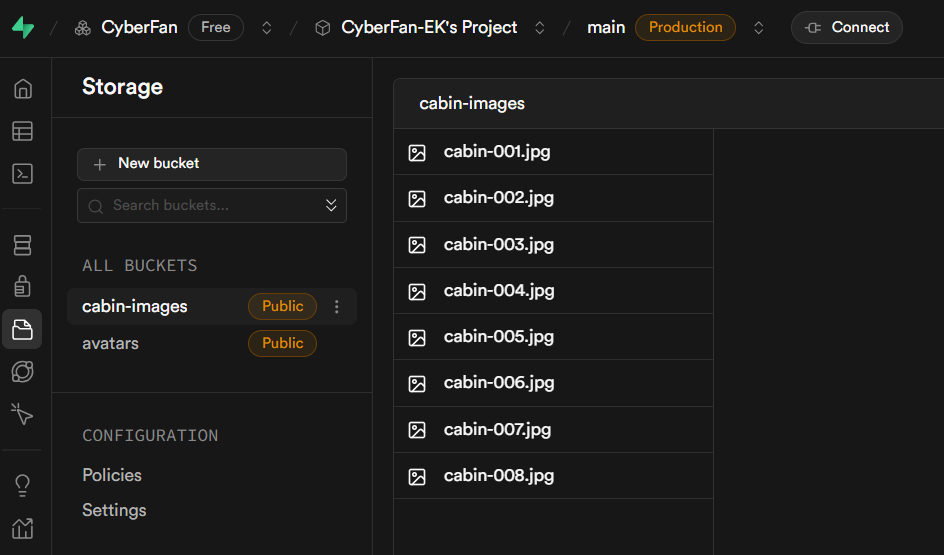 CyberFan Free CyberFan-EK's Project main Production Connect
Storage
New bucket
Search buckets...
ALL BUCKETS
cabin-images Public
avatars Public
CONFIGURATION
Policies
Settings
cabin-images
cabin-001.jpg
cabin-002.jpg
cabin-003.jpg
cabin-004.jpg
cabin-005.jpg
cabin-006.jpg
cabin-007.jpg
cabin-008.jpg